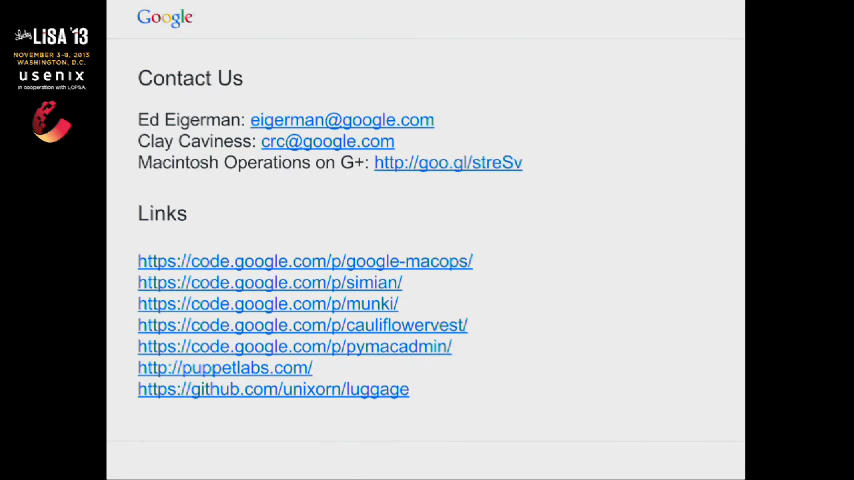 Lucky LISA '13
NOVEMBER 3-8, 2013
WASHINGTON, D.C.
usenix
in cooperation with LOPSA
Google
Contact Us
Ed Eigerman: eigerman@google.com
Clay Caviness: crc@google.com
Macintosh Operations on G+: http://goo.gl/streSv
Links
https://code.google.com/p/google-macops/
https://code.google.com/p/simian/
https://code.google.com/p/munki/
https://code.google.com/p/cauliflowervest/
https://code.google.com/p/pymacadmin/
http://puppetlabs.com/
https://github.com/unixorn/luggage